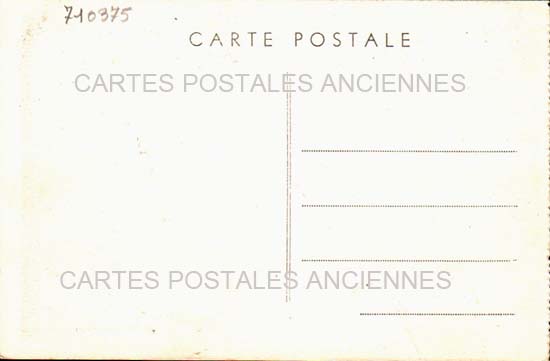 710375
CARTE POSTALE
CARTES POSTALES ANCIENNES
CARTES POSTALES ANCIENNES